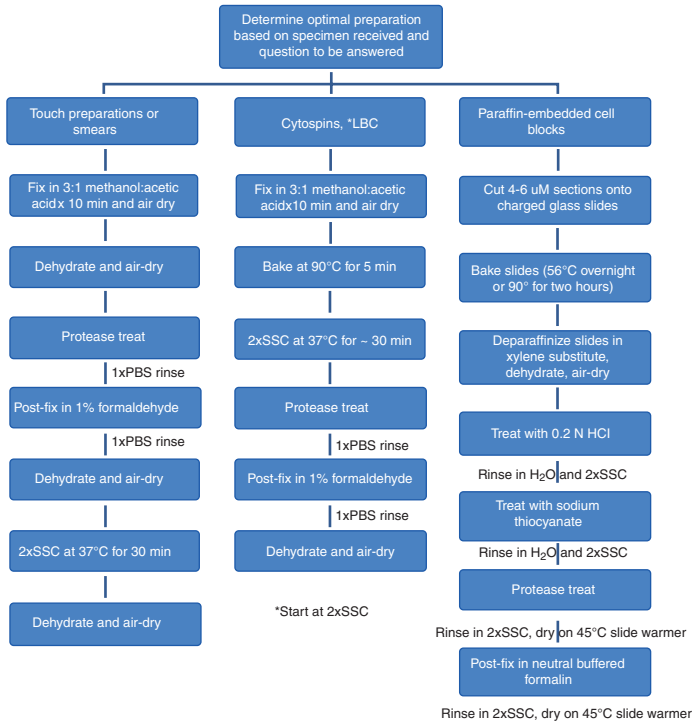 Determine optimal preparation
based on specimen received and
question to be answered
Touch preparations or
smears
Fix in 3:1 methanol:acetic
acidx 10 min and air dry
Dehydrate and air-dry
Protease treat
1xPBS rinse
Post-fix in 1% formaldehyde
1xPBS rinse
Dehydrate and air-dry
2xSSC at 37°C for 30 min
Dehydrate and air-dry
Cytospins, *LBC
Fix in 3:1 methanol:acetic
acidx10 min and air dry
Bake at 90°C for 5 min
2xSSC at 37°C for ~ 30 min
Protease treat
1xPBS rinse
Post-fix in 1% formaldehyde
1xPBS rinse
Dehydrate and air-dry
*Start at 2xSSC
Paraffin-embedded cell
blocks
Cut 4-6 uM sections onto
charged glass slides
Bake slides (56°C overnight
or 90° for two hours)
Deparaffinize slides in
xylene substitute,
dehydrate, air-dry
Treat with 0.2 N HCl
Rinse in H2O and 2xSSC
Treat with sodium
thiocyanate
Rinse in H2O and 2xSSC
Protease treat
Rinse in 2xSSC, dry on 45°C slide warmer
Post-fix in neutral buffered
formalin
Rinse in 2xSSC, dry on 45°C slide warmer